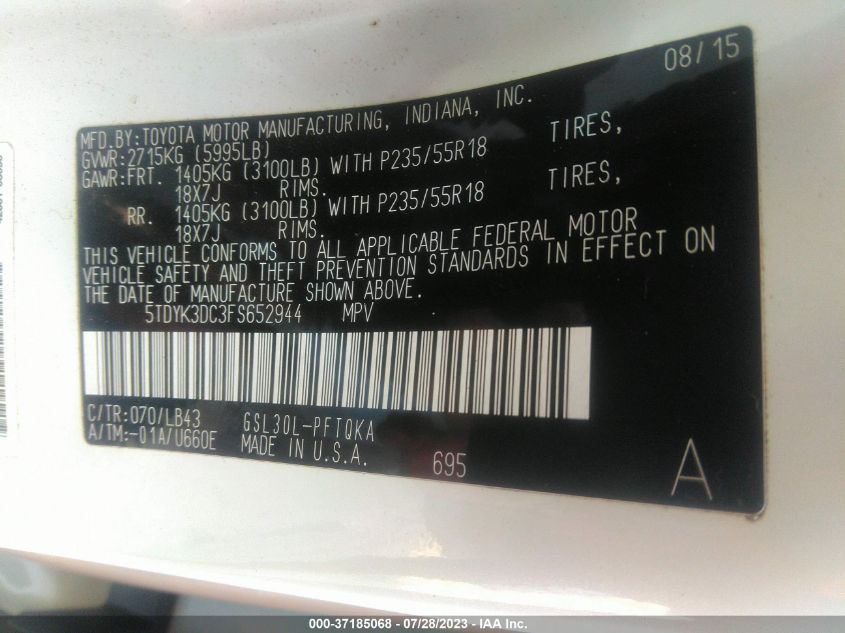 08/15
MFD.BY:TOYOTA MOTOR MANUFACTURING, INDIANA, INC.
GVWR:2715KG (5995LB)
GAWR:FRT. 1405KG (3100LB) WITH P235/55R18 TIRES,
18X7J RIMS.
RR. 1405KG (3100LB) WITH P235/55R18 TIRES,
18X7J RIMS.
THIS VEHICLE CONFORMS TO ALL APPLICABLE FEDERAL MOTOR
VEHICLE SAFETY AND THEFT PREVENTION STANDARDS IN EFFECT ON
THE DATE OF MANUFACTURE SHOWN ABOVE.
5TDYK3DC3FS652944 MPV
C/TR:070/LB43 GSL30L-PFTQKA
A/TM:-01A/U660E MADE IN U.S.A. 695
A
000-37185068 / 07/28/2023 - IAA Inc.